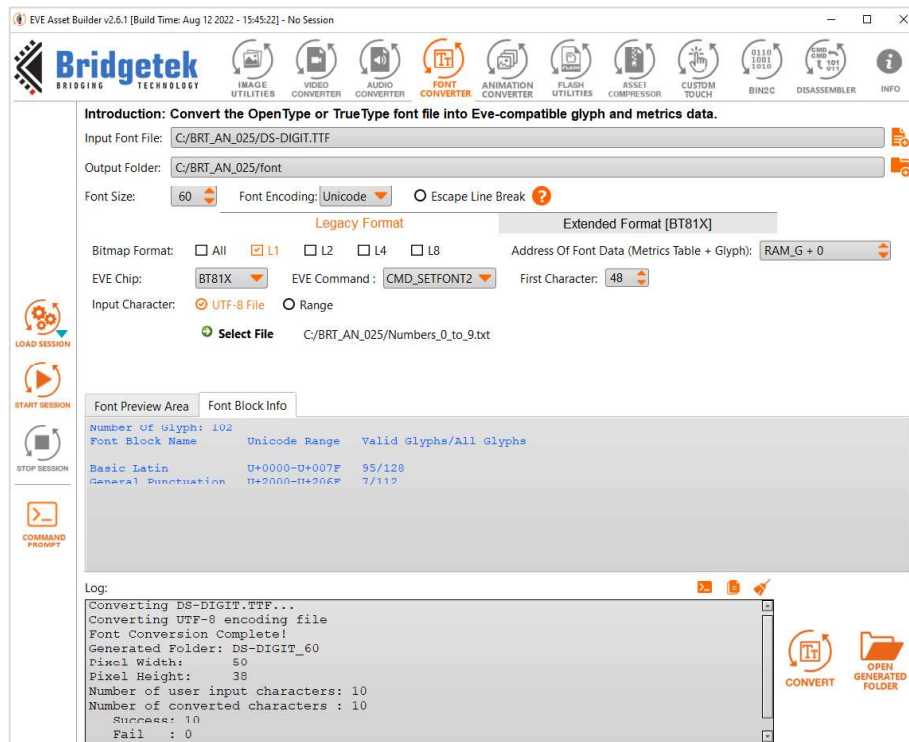 EVE Asset Builder v2.6.1 [Build Time: Aug 12 2022 - 15:45:22] - No Session
Bridgetek
BRIDGING TECHNOLOGY
IMAGE UTILITIES
VIDEO CONVERTER
AUDIO CONVERTER
FONT CONVERTER
ANIMATION CONVERTER
FLASH UTILITIES
ASSET COMPRESSOR
CUSTOM TOUCH
BIN2C
DISASSEMBLER
INFO
Introduction: Convert the OpenType or TrueType font file into Eve-compatible glyph and metrics data.
Input Font File: C:/BRT_AN_025/DS-DIGIT.TTF
Output Folder: C:/BRT_AN_025/font
Font Size: 60 Font Encoding: Unicode Escape Line Break ?
Legacy Format Extended Format [BT81X]
Bitmap Format: All L1 L2 L4 L8 Address Of Font Data (Metrics Table + Glyph): RAM_G + 0
EVE Chip: BT81X EVE Command : CMD_SETFONT2 First Character: 48
Input Character: UTF-8 File Range
Select File C:/BRT_AN_025/Numbers_0_to_9.txt
LOAD SESSION
START SESSION
STOP SESSION
COMMAND PROMPT
Font Preview Area Font Block Info
Number Of Glyph: 102
Font Block Name Unicode Range Valid Glyphs/All Glyphs
Basic Latin U+0000-U+007F 95/128
General Punctuation U+2000-U+206F 7/112
Log:
Converting DS-DIGIT.TTF...
Converting UTF-8 encoding file
Font Conversion Complete!
Generated Folder: DS-DIGIT_60
Pixel Width: 50
Pixel Height: 38
Number of user input characters: 10
Number of converted characters : 10
Success: 10
Fail : 0
CONVERT
OPEN GENERATED FOLDER